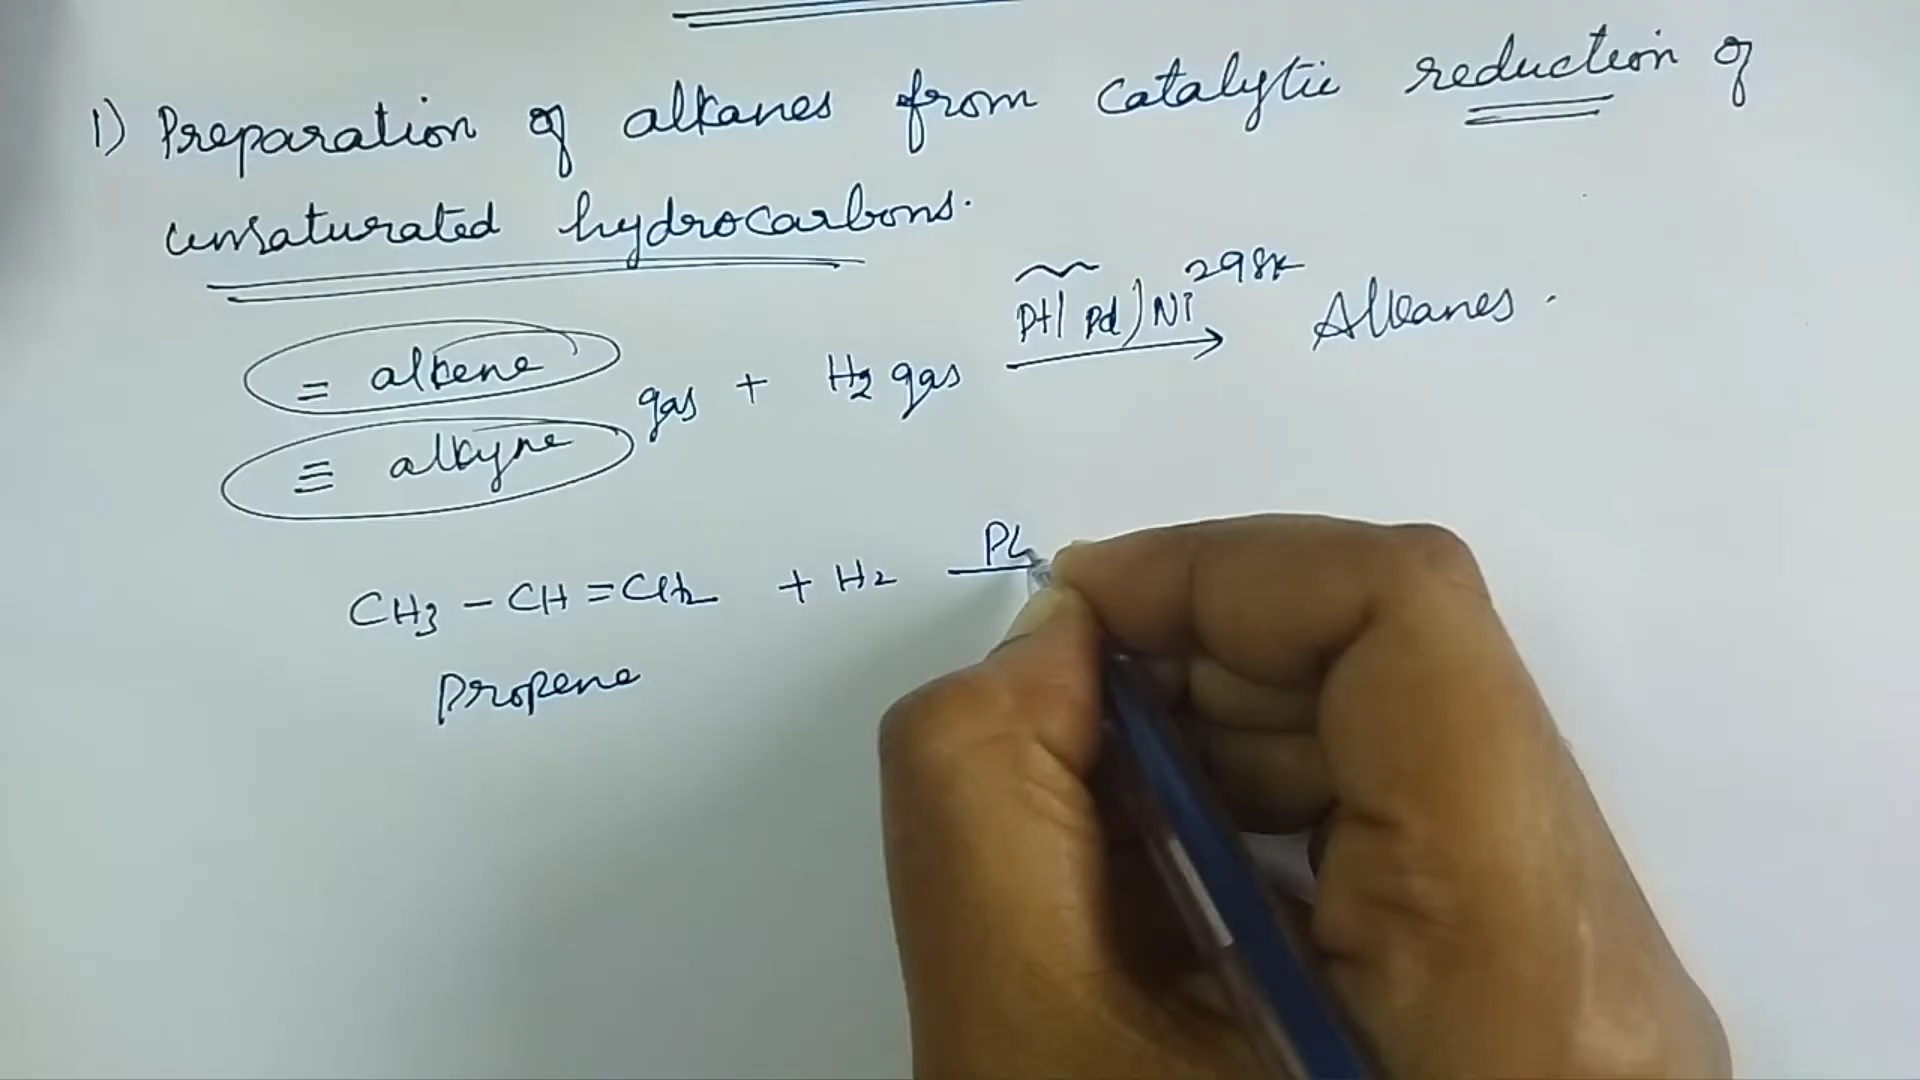 1) Preparation of alkanes from catalytic reduction of
unsaturated hydrocarbons.
= alkene
≡ alkyne
gas + H2 gas Pt/Pd/Ni 298K → Alkanes.
CH3 - CH = CH2 + H2 Pt
Propene